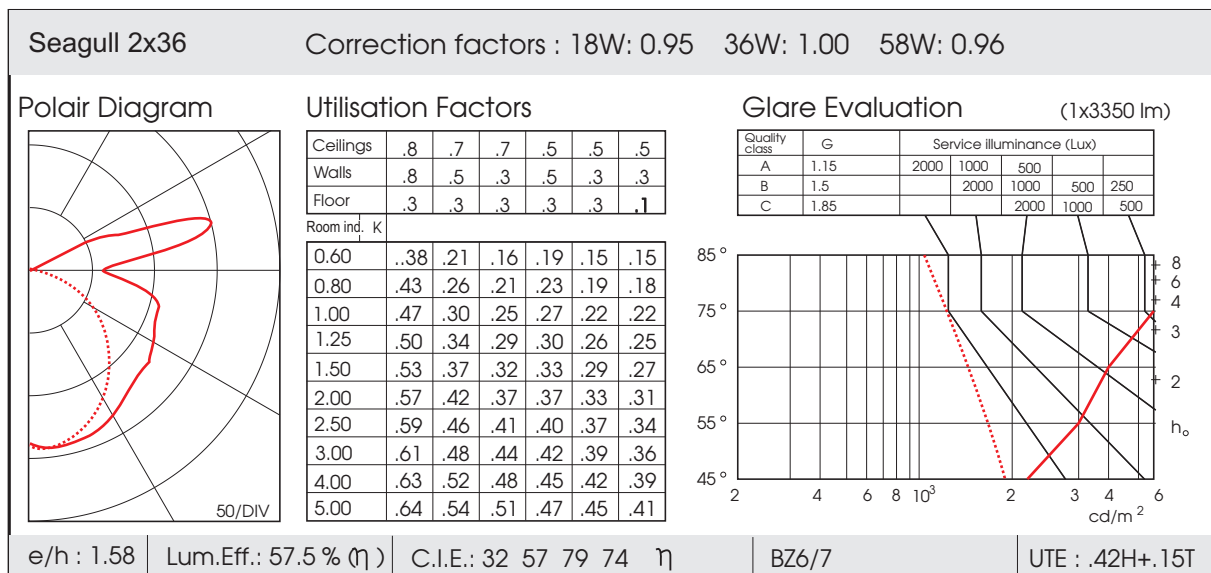 Seagull 2x36 Correction factors : 18W: 0.95 36W: 1.00 58W: 0.96
Polair Diagram
50/DIV
Utilisation Factors
Ceilings .8 .7 .7 .5 .5 .5
Walls .8 .5 .3 .5 .3 .3
Floor .3 .3 .3 .3 .3 .1
Room ind. K
0.60 ..38 .21 .16 .19 .15 .15
0.80 .43 .26 .21 .23 .19 .18
1.00 .47 .30 .25 .27 .22 .22
1.25 .50 .34 .29 .30 .26 .25
1.50 .53 .37 .32 .33 .29 .27
2.00 .57 .42 .37 .37 .33 .31
2.50 .59 .46 .41 .40 .37 .34
3.00 .61 .48 .44 .42 .39 .36
4.00 .63 .52 .48 .45 .42 .39
5.00 .64 .54 .51 .47 .45 .41
Glare Evaluation (1x3350 lm)
Quality class G Service illuminance (Lux)
A 1.15 2000 1000 500
B 1.5 2000 1000 500 250
C 1.85 2000 1000 500
85 °
75 °
65 °
55 °
45 °
8
6
4
3
2
hₒ
2 4 6 8 10³ 2 3 4 6
cd/m ²
e/h : 1.58 Lum.Eff.: 57.5 % (η ) C.I.E.: 32 57 79 74 η BZ6/7 UTE : .42H+.15T